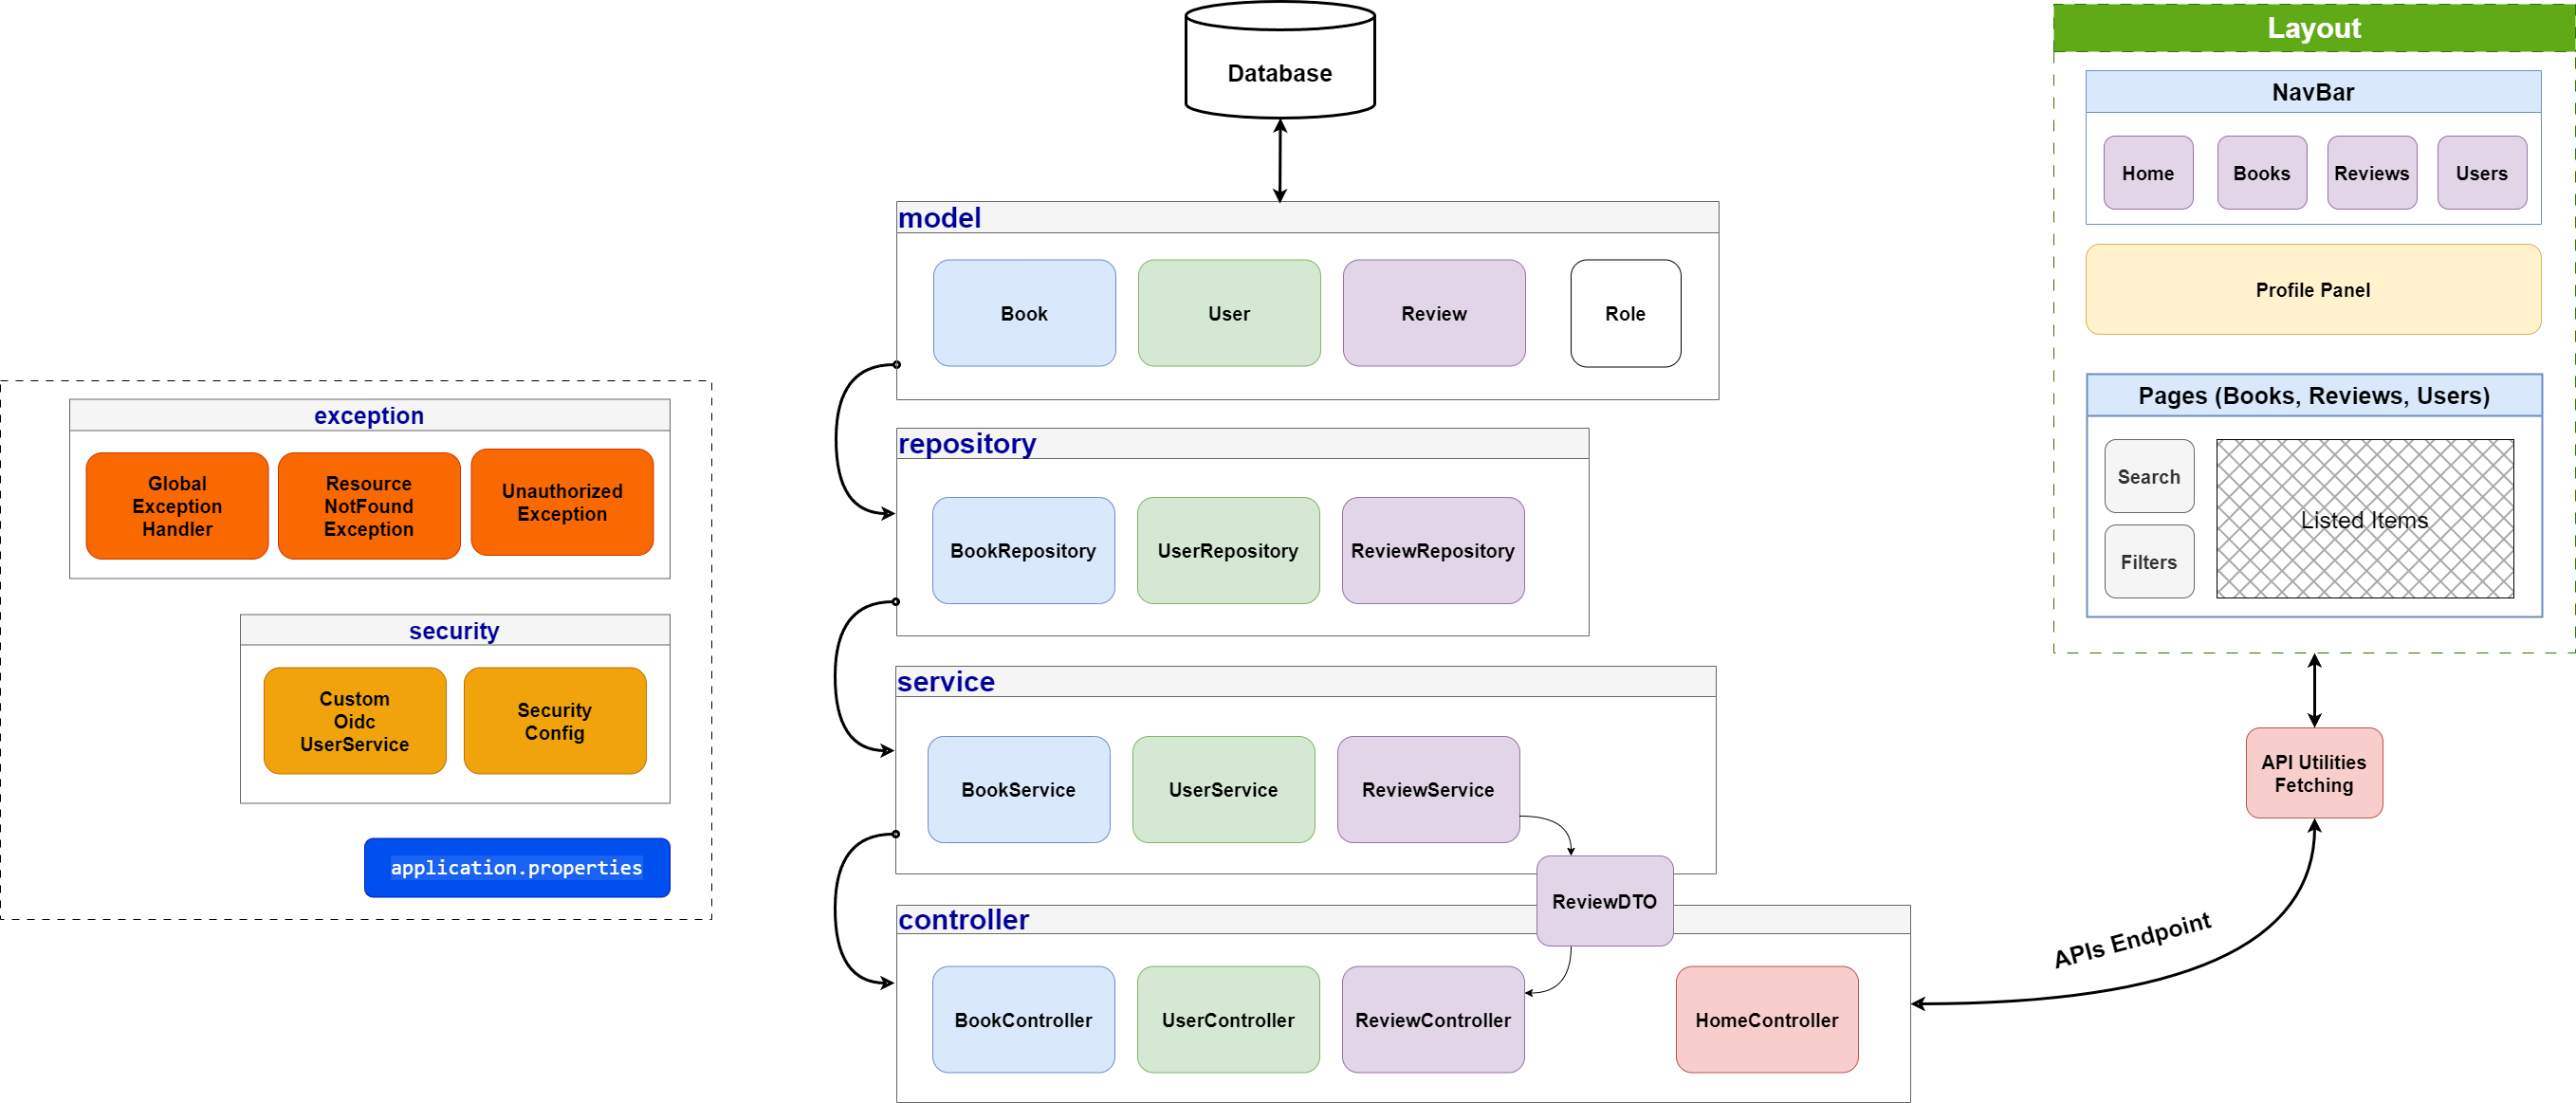 Database
model
Book
User
Review
Role
repository
BookRepository
UserRepository
ReviewRepository
service
BookService
UserService
ReviewService
ReviewDTO
controller
BookController
UserController
ReviewController
HomeController
exception
Global
Exception
Handler
Resource
NotFound
Exception
Unauthorized
Exception
security
Custom
Oidc
UserService
Security
Config
application.properties
Layout
NavBar
Home
Books
Reviews
Users
Profile Panel
Pages (Books, Reviews, Users)
Search
Filters
Listed Items
API Utilities
Fetching
APIs Endpoint